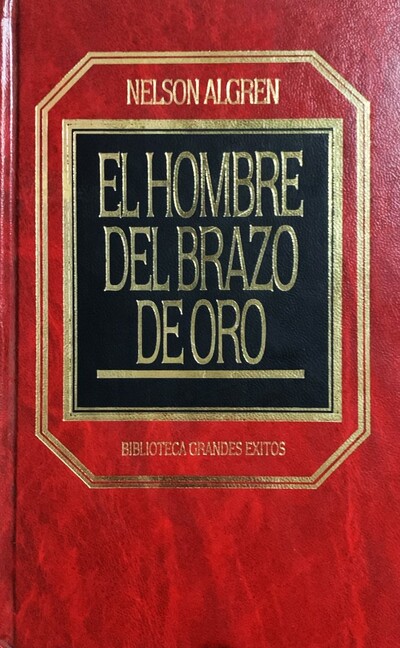 NELSON ALGREN
EL HOMBRE
DEL BRAZO
DE ORO
BIBLIOTECA GRANDES EXITOS